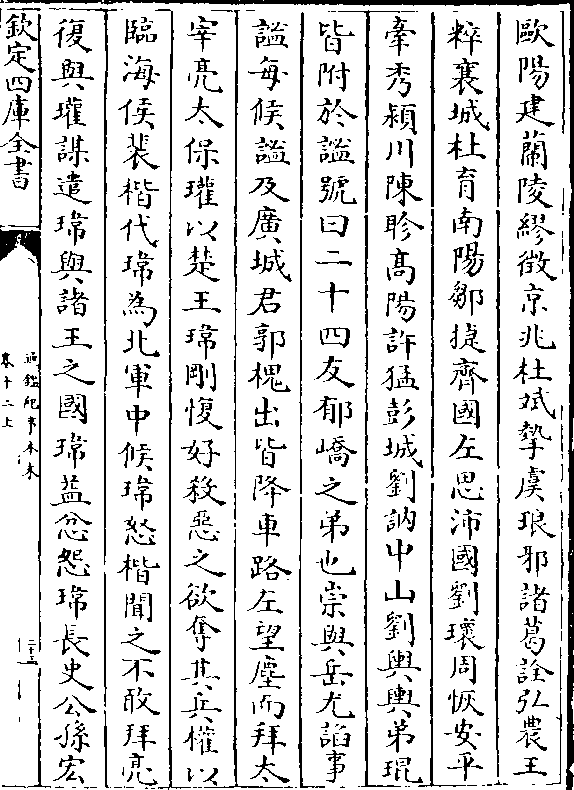 歐陽建蘭陵繆徴京兆杜斌摯虞琅邪諸葛詮弘農王
粹襄城杜育南陽鄒捷齊國左思沛國劉瓌周恢安平
牽秀潁川陳眕髙陽許猛彭城劉訥中山劉輿輿弟琨
皆附於謐號曰二十四友郁嶠之弟也崇與岳尤諂事
謐每候謐及廣城君郭槐出皆降車路左望塵而拜太
宰亮太保瓘以楚王瑋剛愎好殺惡之欲奪其兵權以
臨海侯裴楷代瑋為北軍中候瑋怒楷聞之不敢拜亮
復與瓘謀遣瑋與諸王之國瑋益忿怨瑋長史公孫宏
欽定四庫全書
通鑑紀事本末
卷十二上